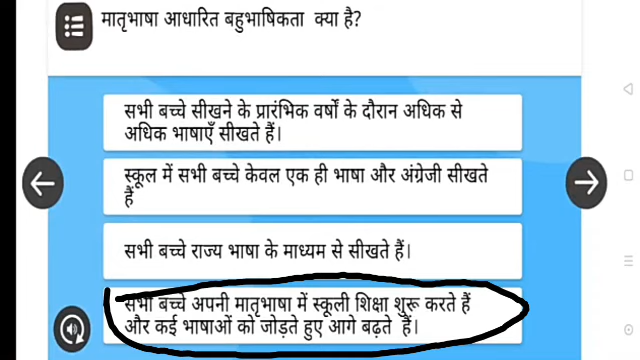 मातृभाषा आधारित बहुभाषिकता क्या है?
सभी बच्चे सीखने के प्रारंभिक वर्षों के दौरान अधिक से
अधिक भाषाएँ सीखते हैं।
स्कूल में सभी बच्चे केवल एक ही भाषा और अंग्रेजी सीखते
हैं
सभी बच्चे राज्य भाषा के माध्यम से सीखते हैं।
सभी बच्चे अपनी मातृभाषा में स्कूली शिक्षा शुरू करते हैं
और कई भाषाओं को जोड़ते हुए आगे बढ़ते हैं।